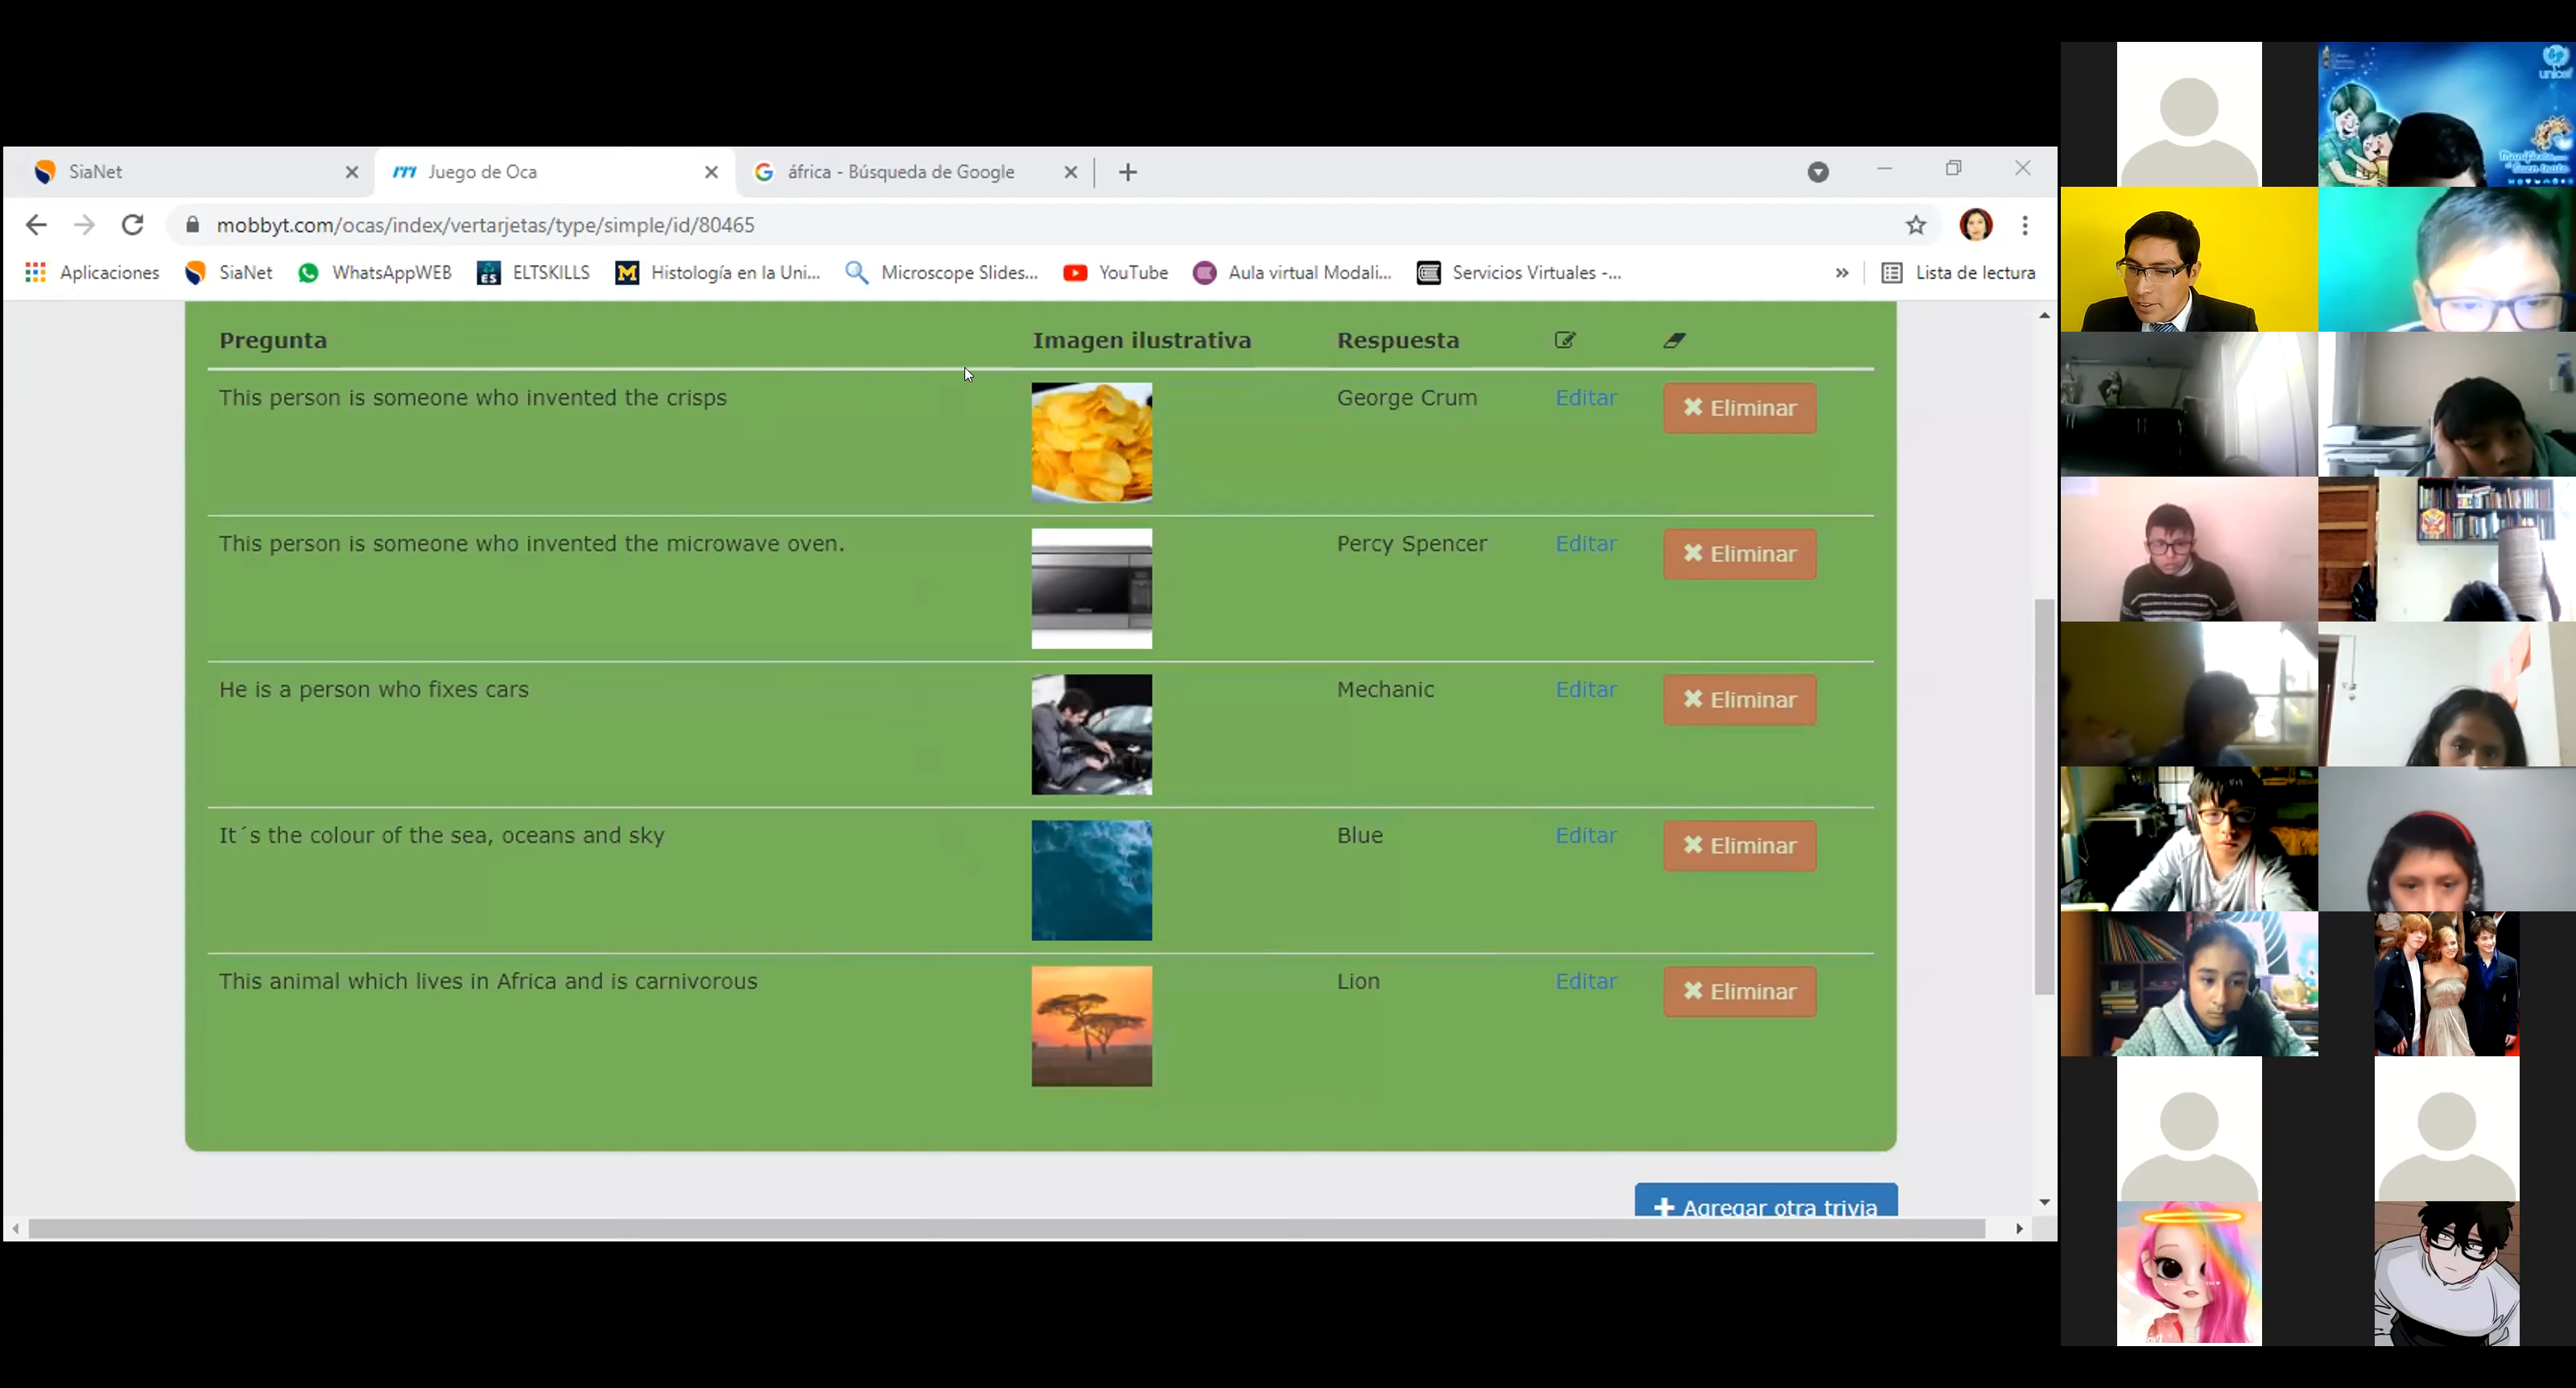 SiaNet
Juego de Oca
áfrica - Búsqueda de Google
mobbyt.com/ocas/index/vertarjetas/type/simple/id/80465
Aplicaciones SiaNet WhatsAppWEB ELTSKILLS Histología en la Uni... Microscope Slides... YouTube Aula virtual Modali... Servicios Virtuales -... » Lista de lectura
Pregunta Imagen ilustrativa Respuesta
This person is someone who invented the crisps George Crum Editar Eliminar
This person is someone who invented the microwave oven. Percy Spencer Editar Eliminar
He is a person who fixes cars Mechanic Editar Eliminar
It´s the colour of the sea, oceans and sky Blue Editar Eliminar
This animal which lives in Africa and is carnivorous Lion Editar Eliminar
Agregar otra trivia
unicef